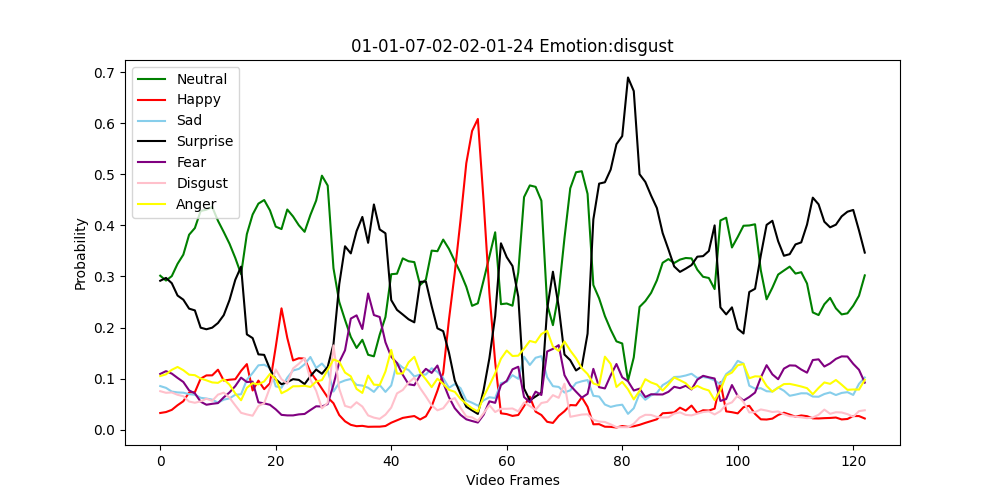 01-01-07-02-02-01-24 Emotion:disgust
Neutral
Happy
Sad
Surprise
Fear
Disgust
Anger
Probability
0.7
0.6
0.5
0.4
0.3
0.2
0.1
0.0
0 20 40 60 80 100 120
Video Frames